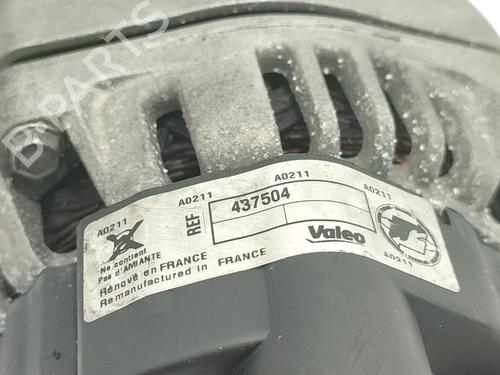 A0211
A0211
A0211
A0211
REF
437504
Ne contient
Pas d'AMIANTE
Valeo
A0211
Rénové en FRANCE
Remanufactured in FRANCE
B-PARTS